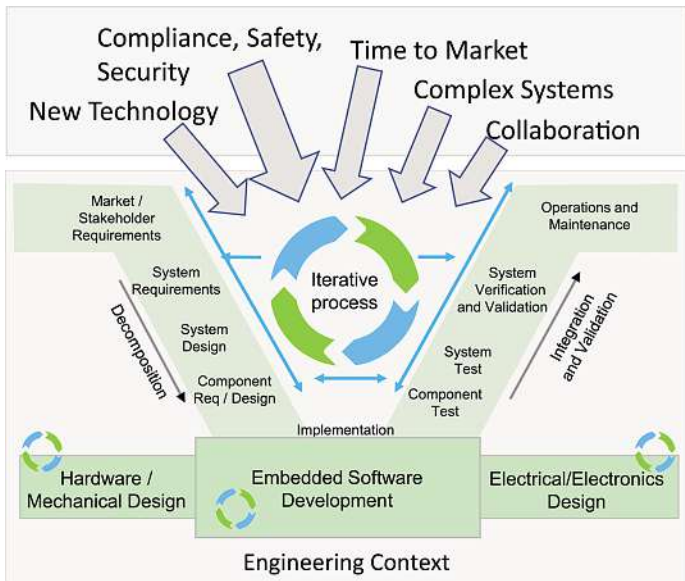 Compliance, Safety,
Security
Time to Market
New Technology
Complex Systems
Collaboration
Market /
Stakeholder
Requirements
System
Requirements
System
Design
Component
Req / Design
Decomposition
Iterative
process
Operations and
Maintenance
System
Verification
and Validation
System
Test
Component
Test
Integration
and Validation
Implementation
Hardware /
Mechanical Design
Embedded Software
Development
Electrical/Electronics
Design
Engineering Context